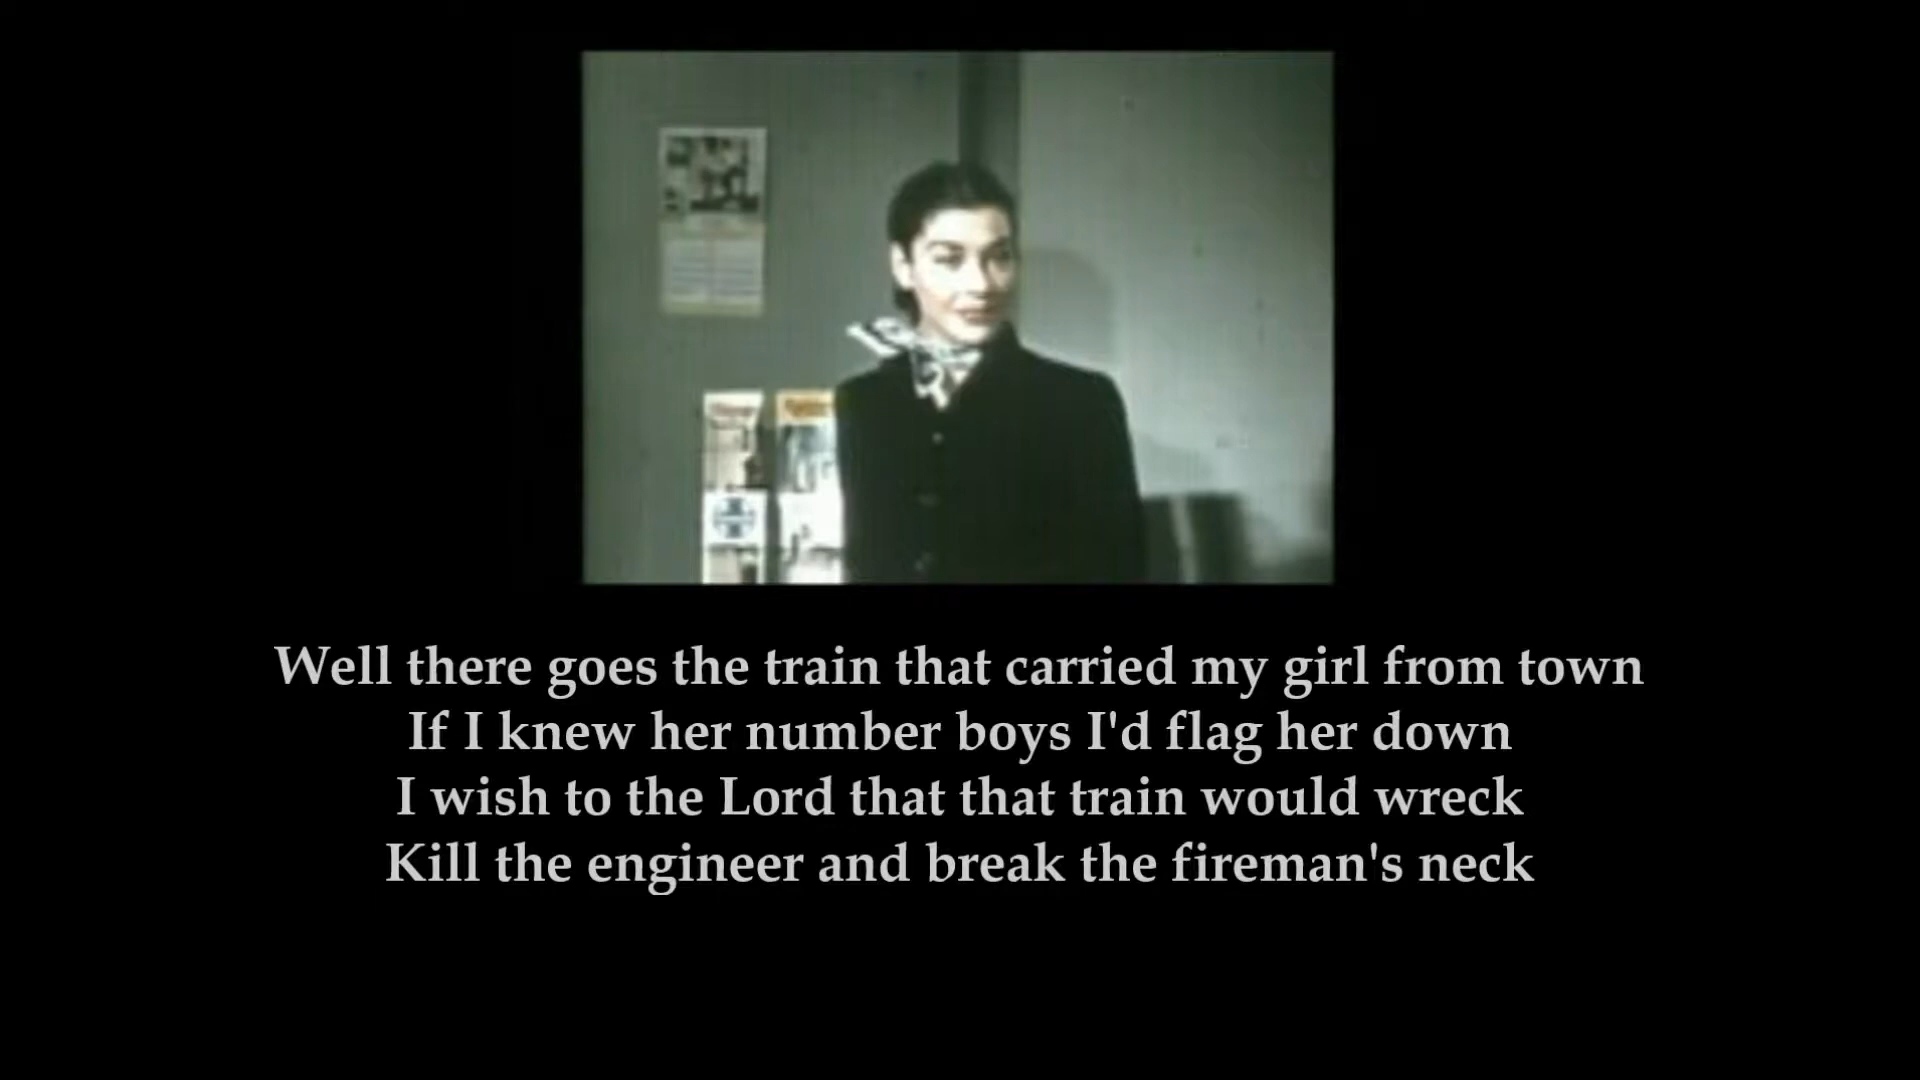 Well there goes the train that carried my girl from town
If I knew her number boys I'd flag her down
I wish to the Lord that that train would wreck
Kill the engineer and break the fireman's neck